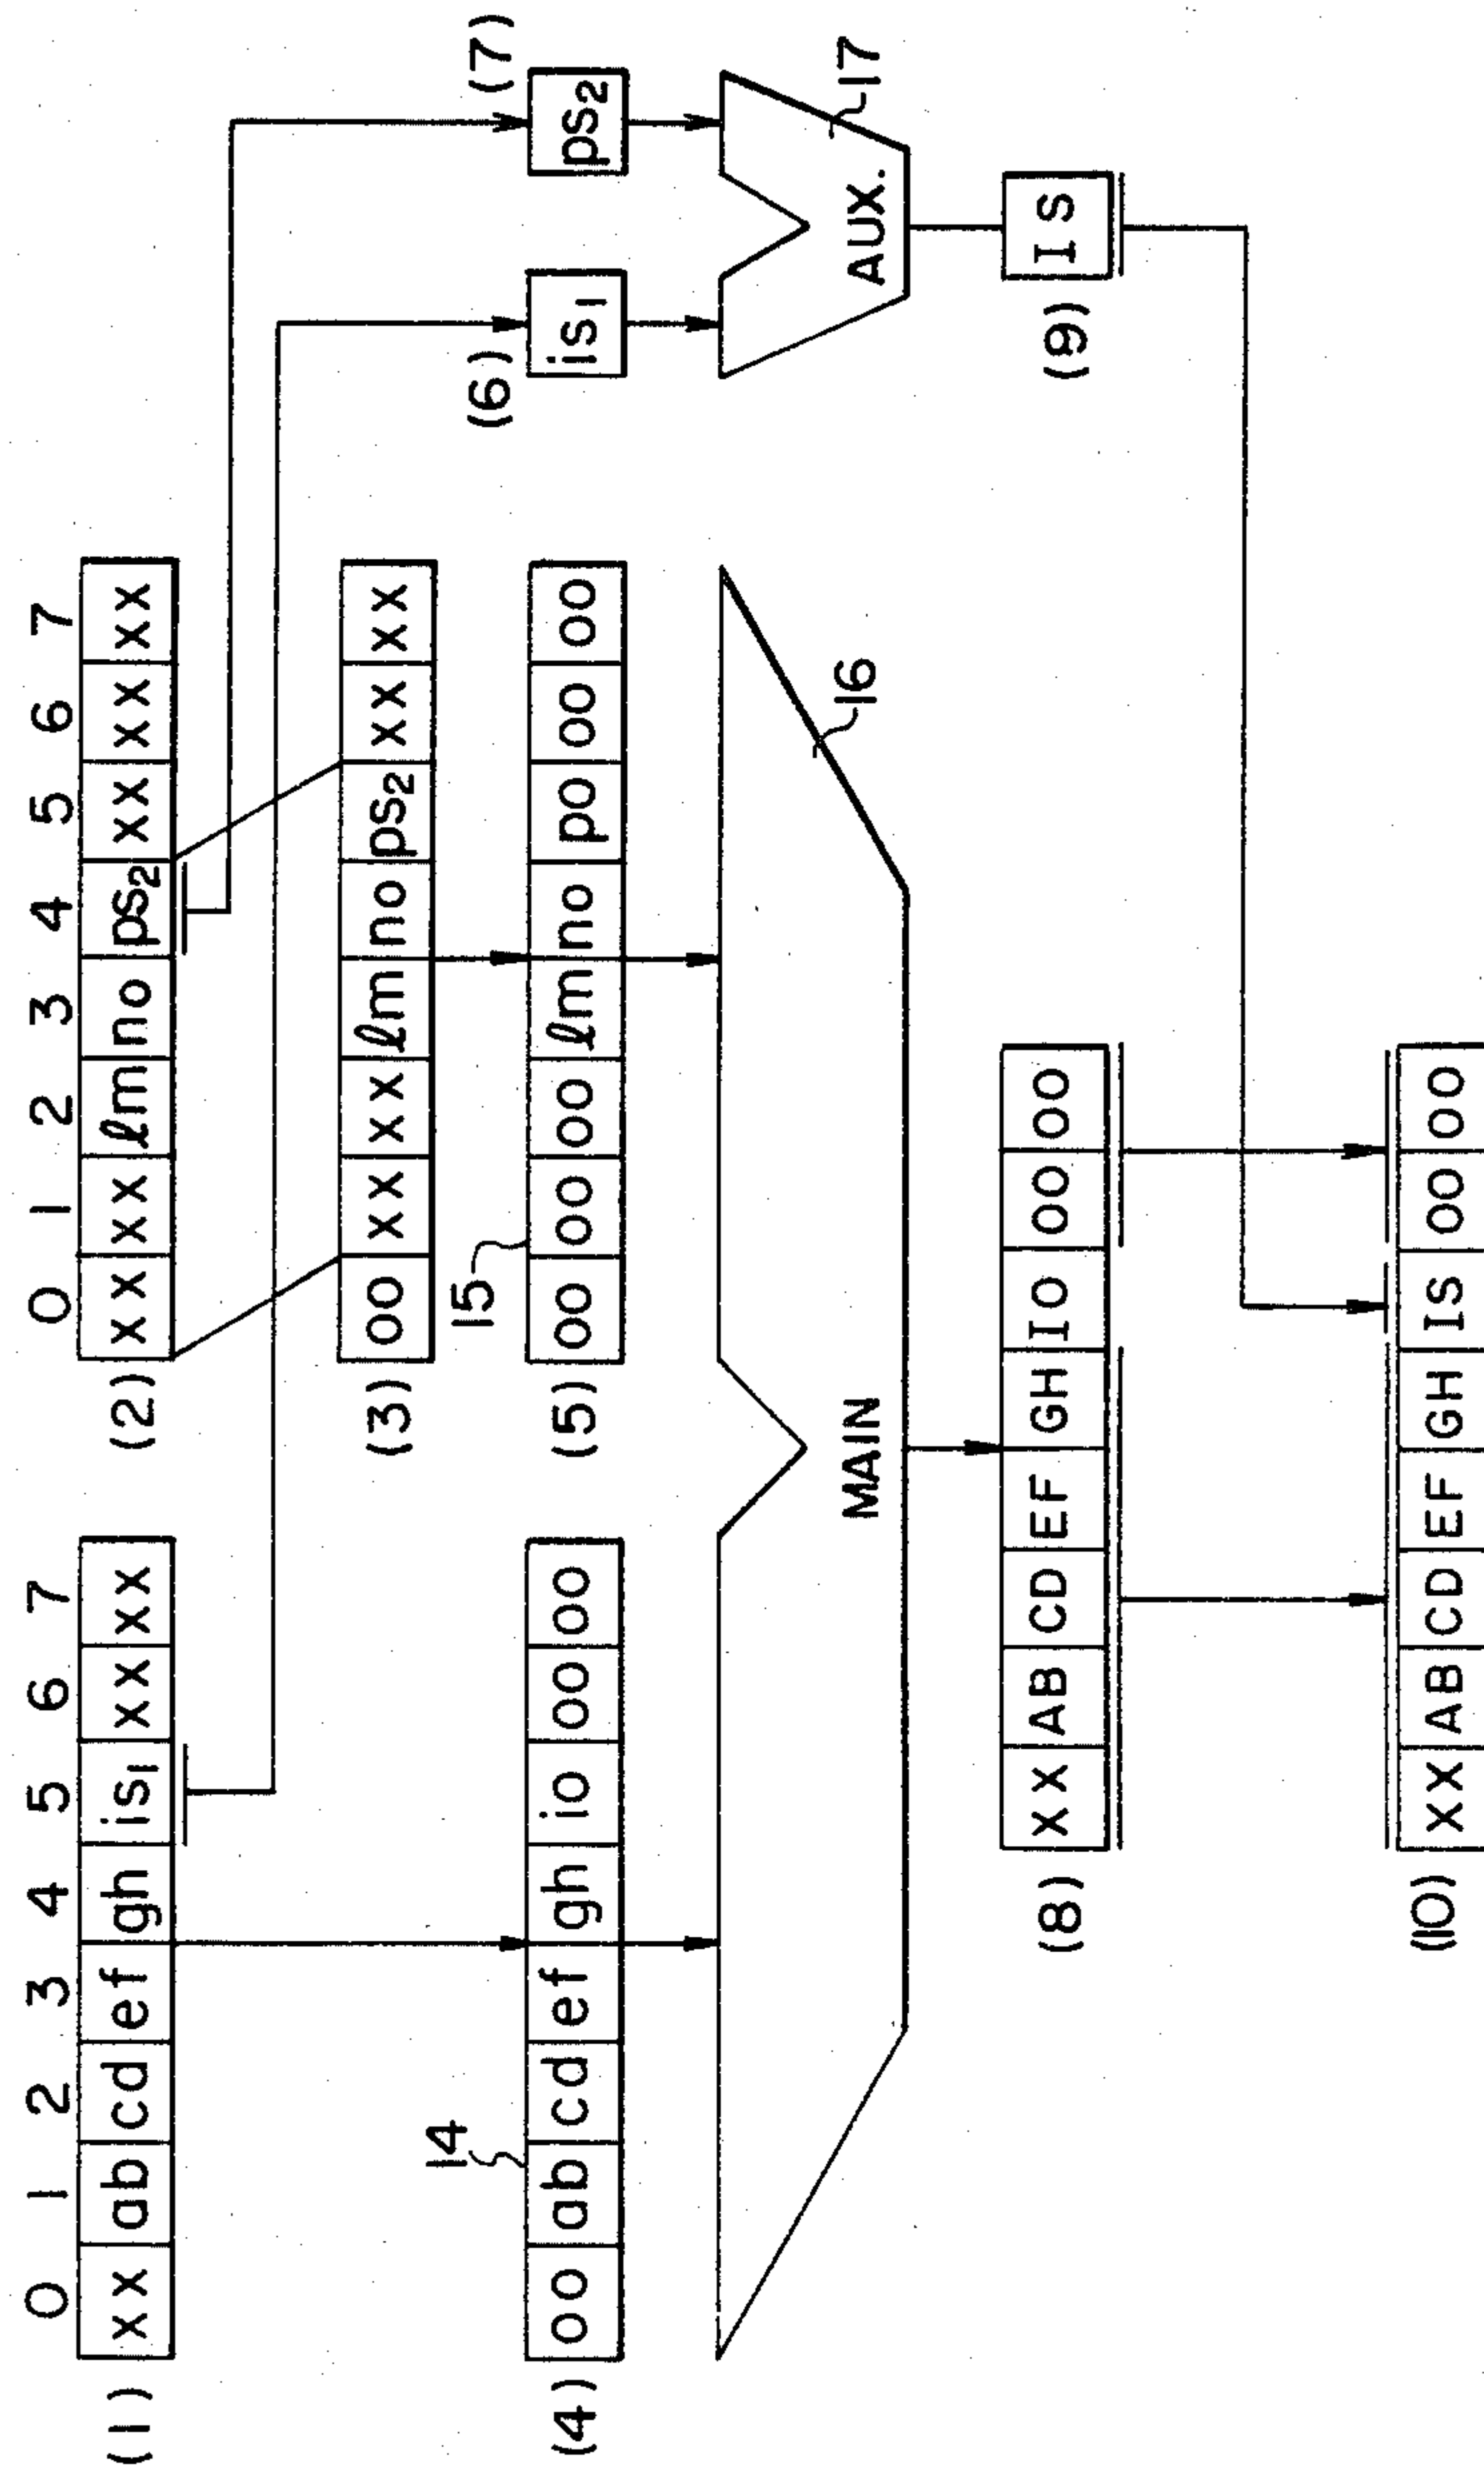 0 1 2 3 4 5 6 7
(1) xx ab cd ef gh is₁ xx xx
0 1 2 3 4 5 6 7
(2) xx xx ℓm no ps₂ xx xx xx
(3) oo xx xx ℓm no ps₂ xx xx
14
(4) oo ab cd ef gh io oo oo
15
(5) oo oo oo ℓm no po oo oo
(6) is₁
(7) ps₂
MAIN
16
AUX.
17
(8) XX AB CD EF GH IO OO OO
(9) IS
(10) XX AB CD EF GH IS OO OO